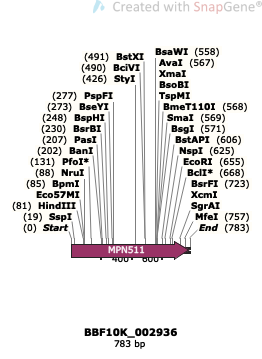 Created with SnapGene®
(491) BstXI
(490) BciVI
(426) StyI
BsaWI (558)
AvaI (567)
XmaI
BsoBI
TspMI
BmeT110I (568)
SmaI (569)
BsgI (571)
BstAPI (606)
NspI (625)
EcoRI (655)
BclI* (668)
BsrFI (723)
XcmI
SgrAI
MfeI (757)
End (783)
(277) PspFI
(273) BseYI
(248) BspHI
(230) BsrBI
(207) PasI
(202) BanI
(131) PfoI*
(88) NruI
(85) BpmI
Eco57MI
(81) HindIII
(19) SspI
(0) Start
MPN511
400 600
BBF10K_002936
783 bp